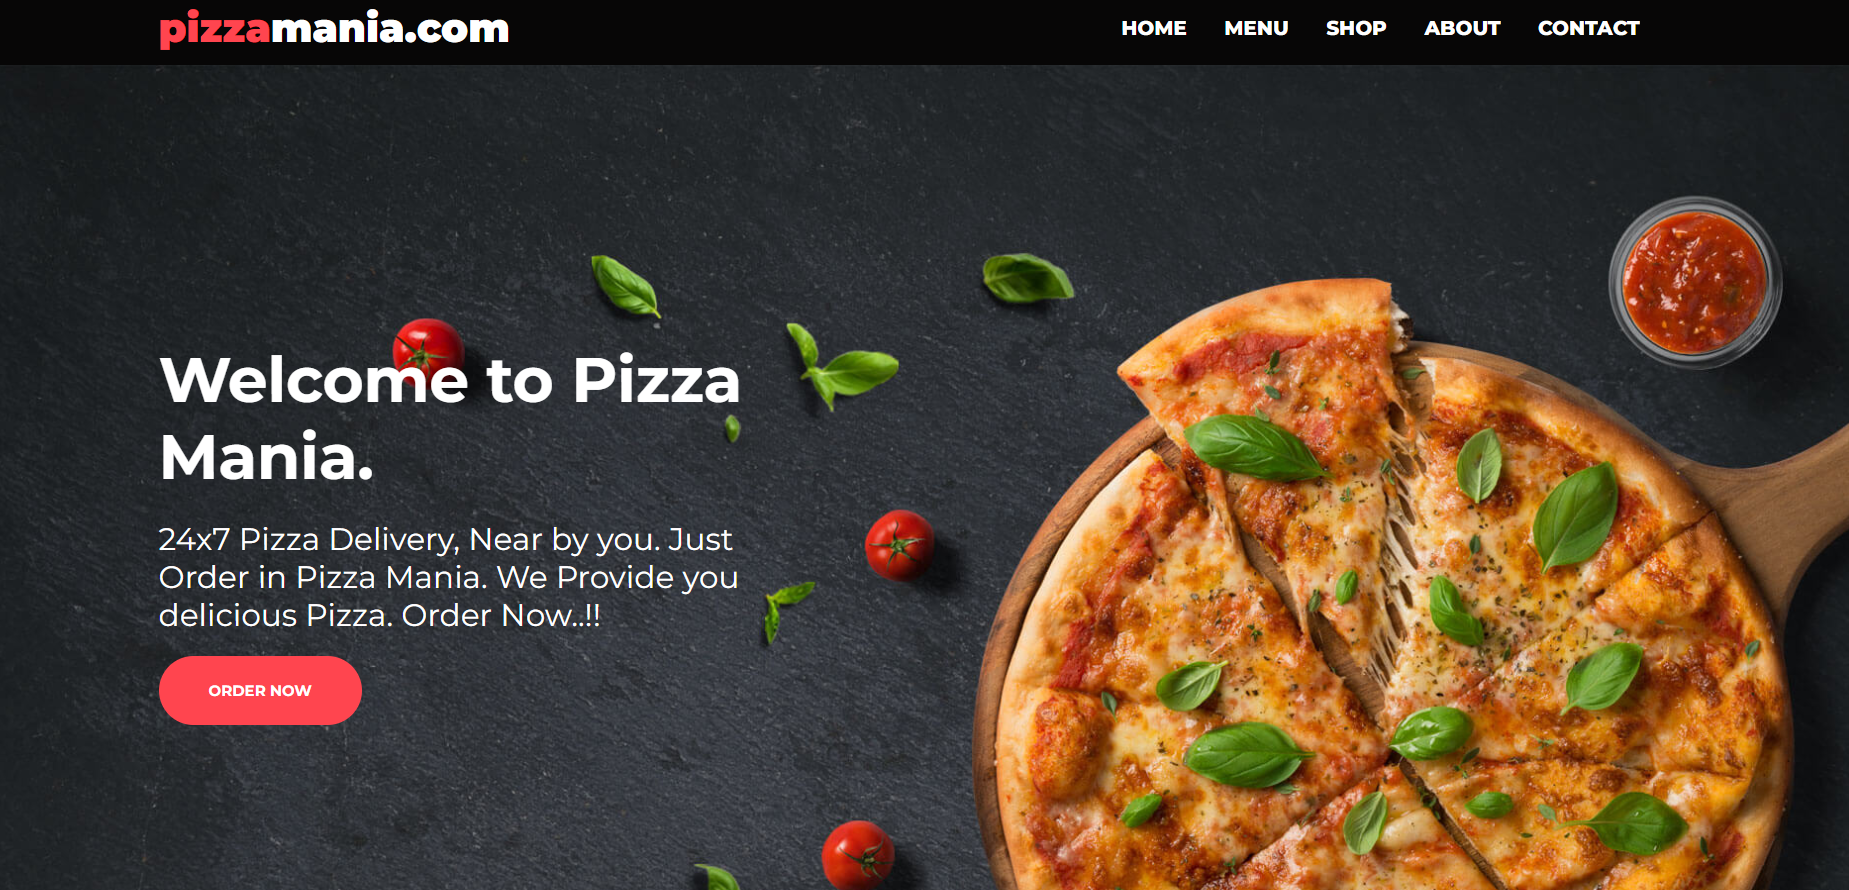 pizzamania.com
HOME MENU SHOP ABOUT CONTACT
Welcome to Pizza
Mania.
24x7 Pizza Delivery, Near by you. Just
Order in Pizza Mania. We Provide you
delicious Pizza. Order Now..!!
ORDER NOW